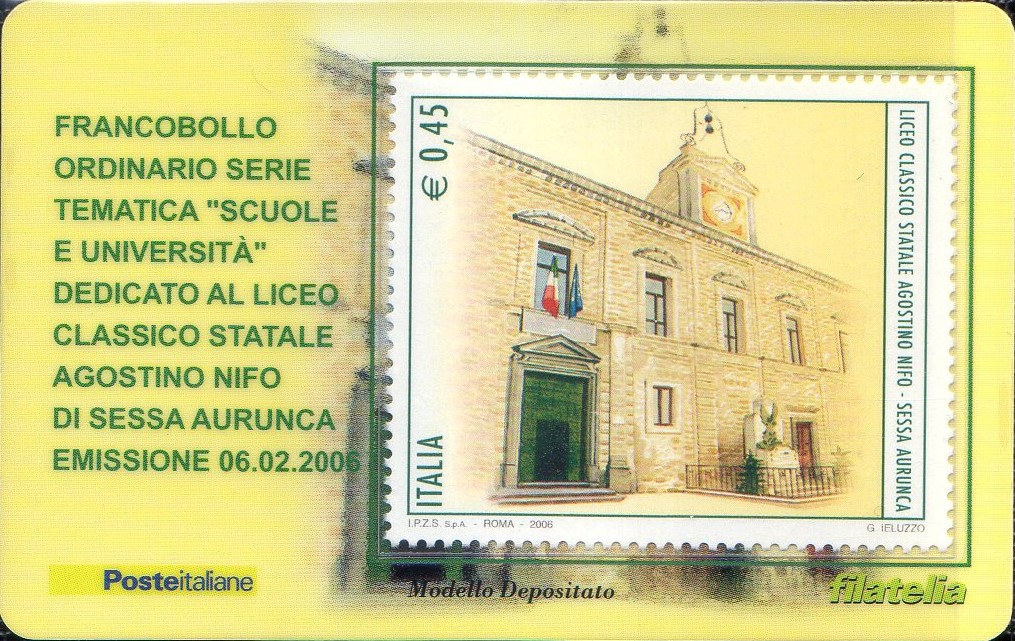 FRANCOBOLLO
ORDINARIO SERIE
TEMATICA "SCUOLE
E UNIVERSITÀ"
DEDICATO AL LICEO
CLASSICO STATALE
AGOSTINO NIFO
DI SESSA AURUNCA
EMISSIONE 06.02.2006
Posteitaliane
€ 0,45
ITALIA
LICEO CLASSICO STATALE AGOSTINO NIFO - SESSA AURUNCA
I.P.Z.S. S.p.A. - ROMA - 2006
G. IELUZZO
Modello Depositato
filatelia